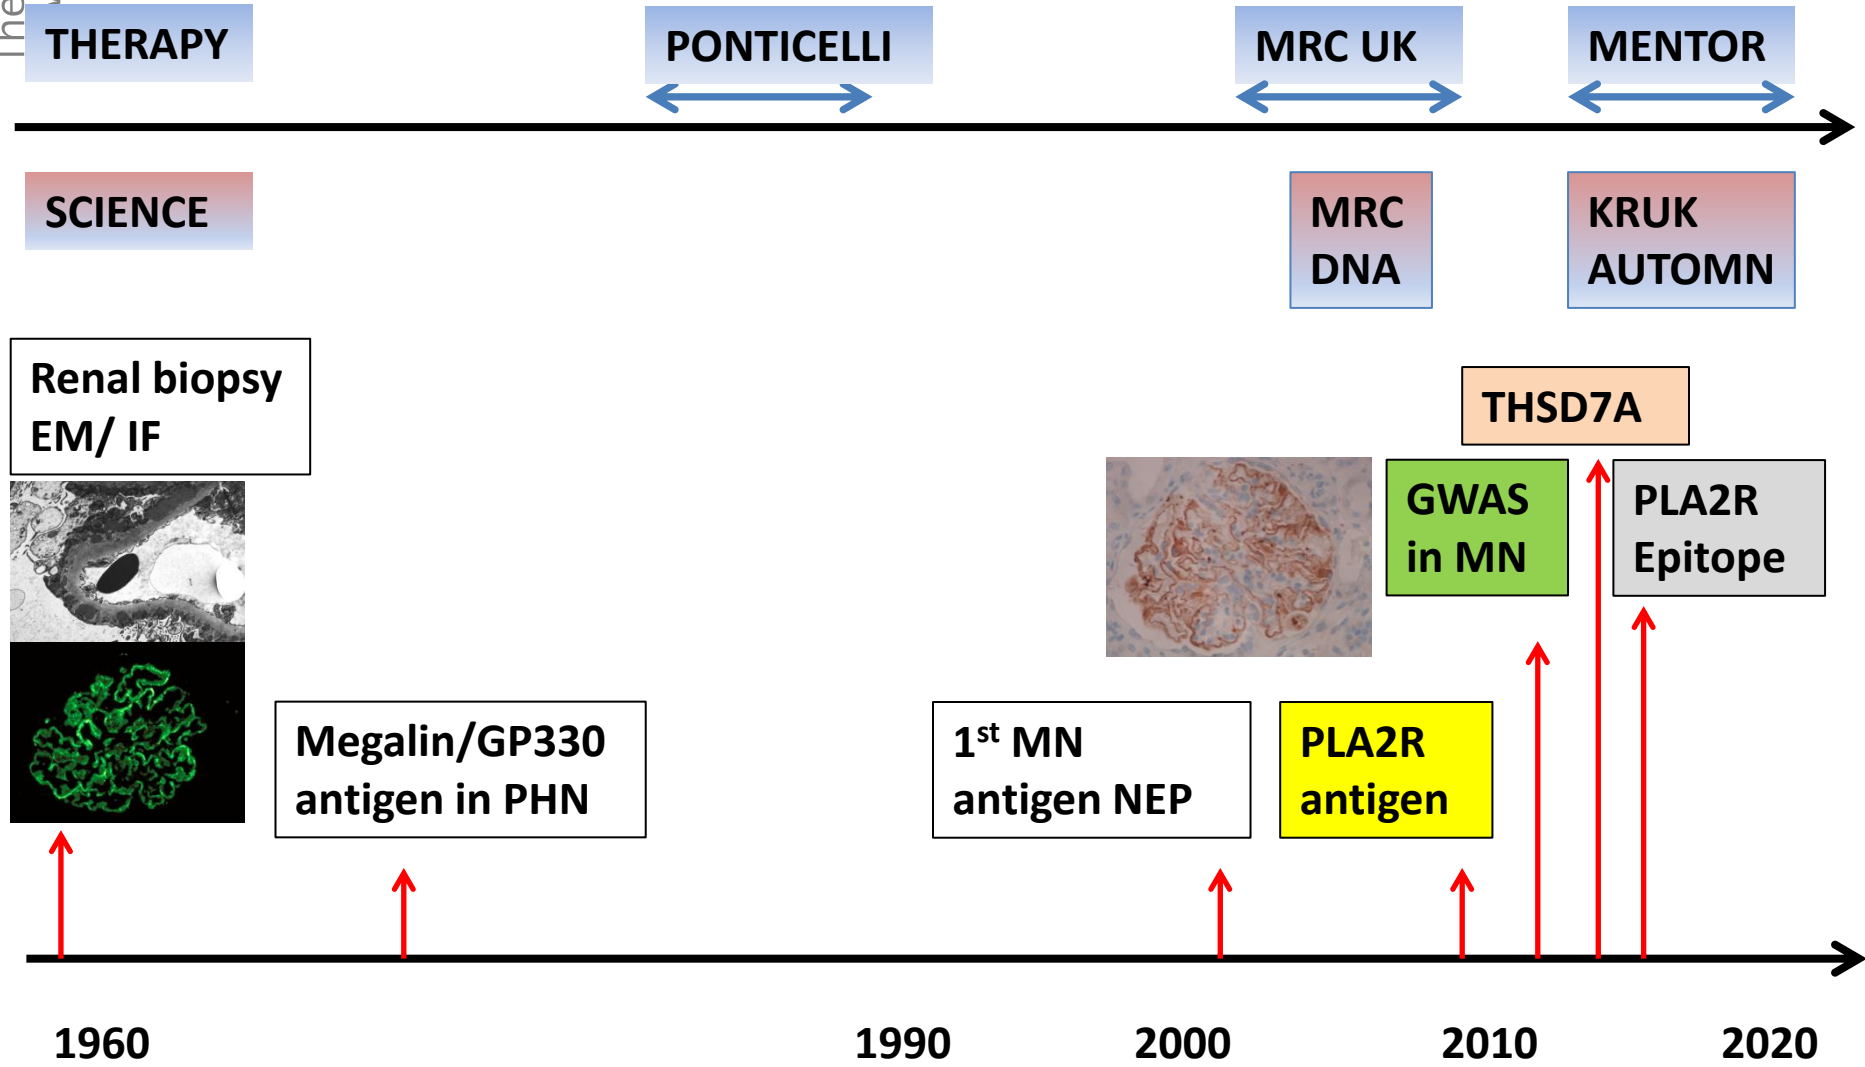 The
THERAPY
PONTICELLI
MRC UK
MENTOR
SCIENCE
MRC
DNA
KRUK
AUTOMN
Renal biopsy
EM/ IF
THSD7A
GWAS
in MN
PLA2R
Epitope
Megalin/GP330
antigen in PHN
1st MN
antigen NEP
PLA2R
antigen
1960
1990
2000
2010
2020